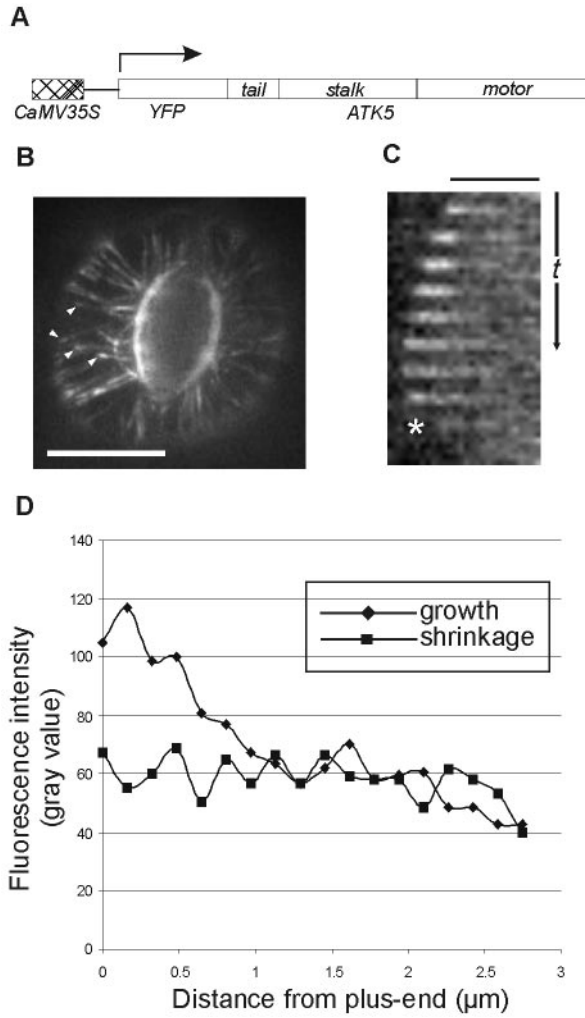 A
CaMV35S YFP tail stalk motor
ATK5
B
C
t
*
D
140
120
100
80
60
40
20
0
Fluorescence intensity
(gray value)
growth
shrinkage
0 0.5 1 1.5 2 2.5 3
Distance from plus-end (µm)